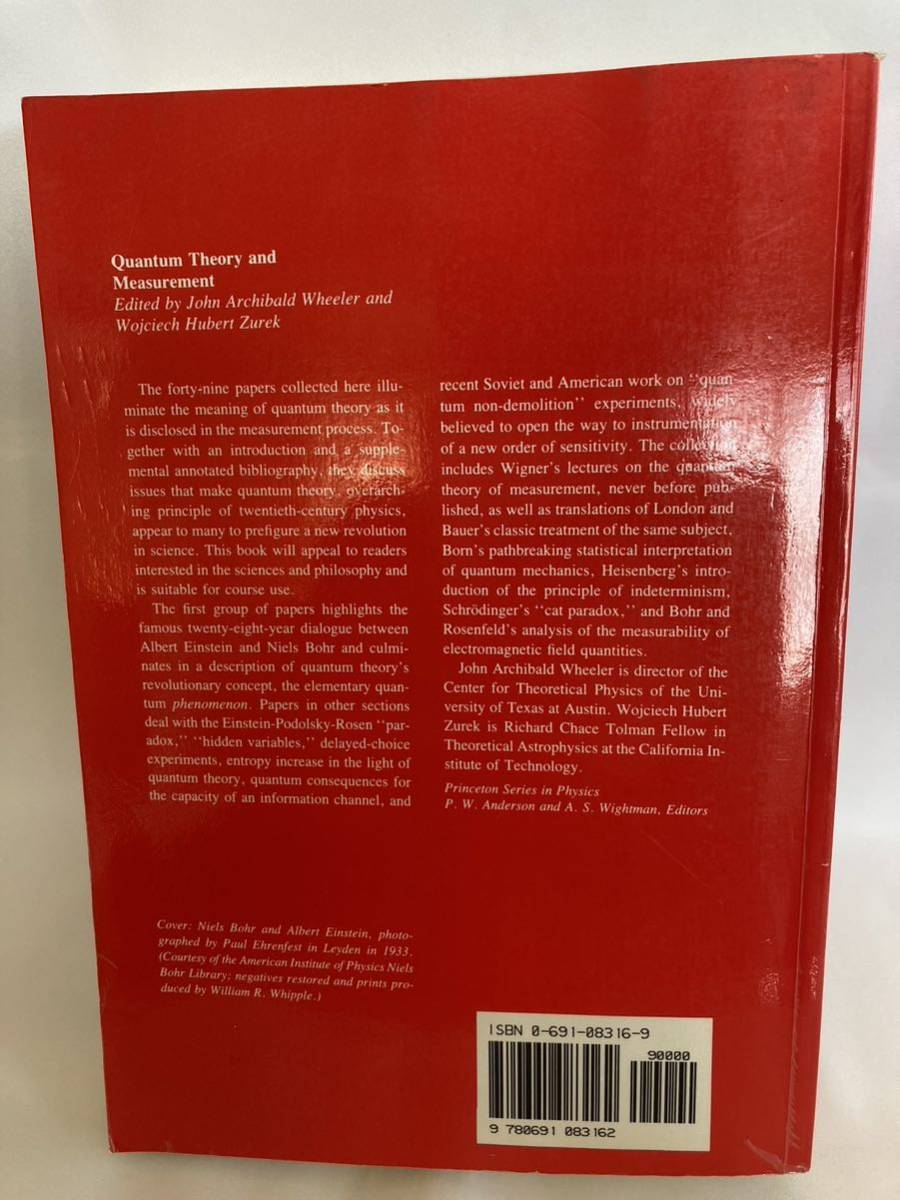 Quantum Theory and
Measurement
Edited by John Archibald Wheeler and
Wojciech Hubert Zurek
The forty-nine papers collected here illu-
minate the meaning of quantum theory as it
is disclosed in the measurement process. To-
gether with an introduction and a supple-
mental annotated bibliography, they discuss
issues that make quantum theory, overarch-
ing principle of twentieth-century physics,
appear to many to prefigure a new revolution
in science. This book will appeal to readers
interested in the sciences and philosophy and
is suitable for course use.
The first group of papers highlights the
famous twenty-eight-year dialogue between
Albert Einstein and Niels Bohr and culmi-
nates in a description of quantum theory's
revolutionary concept, the elementary quan-
tum phenomenon. Papers in other sections
deal with the Einstein-Podolsky-Rosen "par-
adox," "hidden variables," delayed-choice
experiments, entropy increase in the light of
quantum theory, quantum consequences for
the capacity of an information channel, and
recent Soviet and American work on "quan
tum non-demolition" experiments, widely
believed to open the way to instrumentation
of a new order of sensitivity. The collection
includes Wigner's lectures on the quantum
theory of measurement, never before pub-
lished, as well as translations of London and
Bauer's classic treatment of the same subject,
Born's pathbreaking statistical interpretation
of quantum mechanics, Heisenberg's intro-
duction of the principle of indeterminism,
Schrödinger's "cat paradox," and Bohr and
Rosenfeld's analysis of the measurability of
electromagnetic field quantities.
John Archibald Wheeler is director of the
Center for Theoretical Physics of the Uni-
versity of Texas at Austin. Wojciech Hubert
Zurek is Richard Chace Tolman Fellow in
Theoretical Astrophysics at the California In-
stitute of Technology.
Princeton Series in Physics
P. W. Anderson and A. S. Wightman, Editors
Cover: Niels Bohr and Albert Einstein, photo-
graphed by Paul Ehrenfest in Leyden in 1933.
(Courtesy of the American Institute of Physics Niels
Bohr Library; negatives restored and prints pro-
duced by William R. Whipple.)
ISBN 0-691-08316-9
90000
9 780691 083162